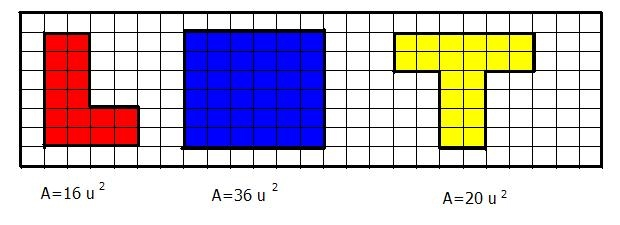 A=16 u ²
A=36 u ²
A=20 u ²